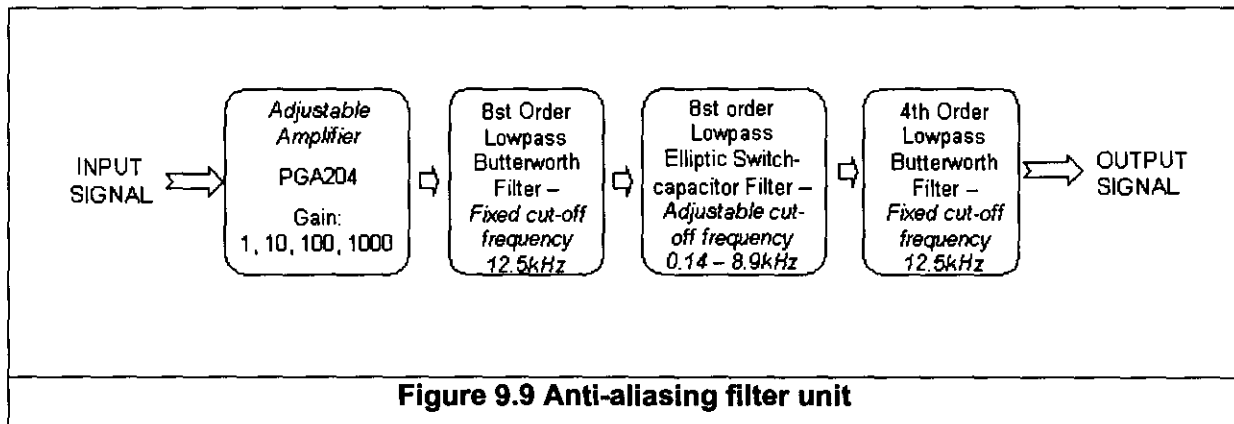 INPUT
SIGNAL
Adjustable
Amplifier
PGA204
Gain:
1, 10, 100, 1000
8st Order
Lowpass
Butterworth
Filter –
Fixed cut-off
frequency
12.5kHz
8st order
Lowpass
Elliptic Switch-
capacitor Filter –
Adjustable cut-
off frequency
0.14 – 8.9kHz
4th Order
Lowpass
Butterworth
Filter –
Fixed cut-off
frequency
12.5kHz
OUTPUT
SIGNAL
Figure 9.9 Anti-aliasing filter unit